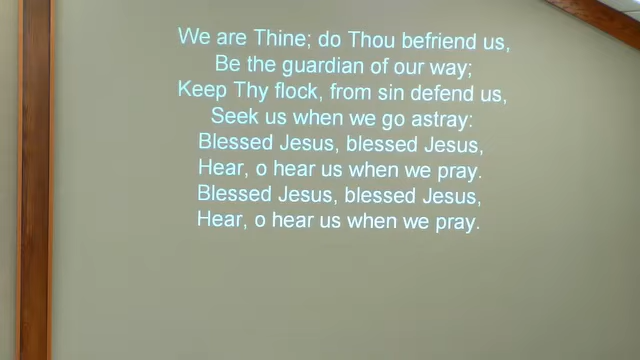 We are Thine; do Thou befriend us,
Be the guardian of our way;
Keep Thy flock, from sin defend us,
Seek us when we go astray:
Blessed Jesus, blessed Jesus,
Hear, o hear us when we pray.
Blessed Jesus, blessed Jesus,
Hear, o hear us when we pray.